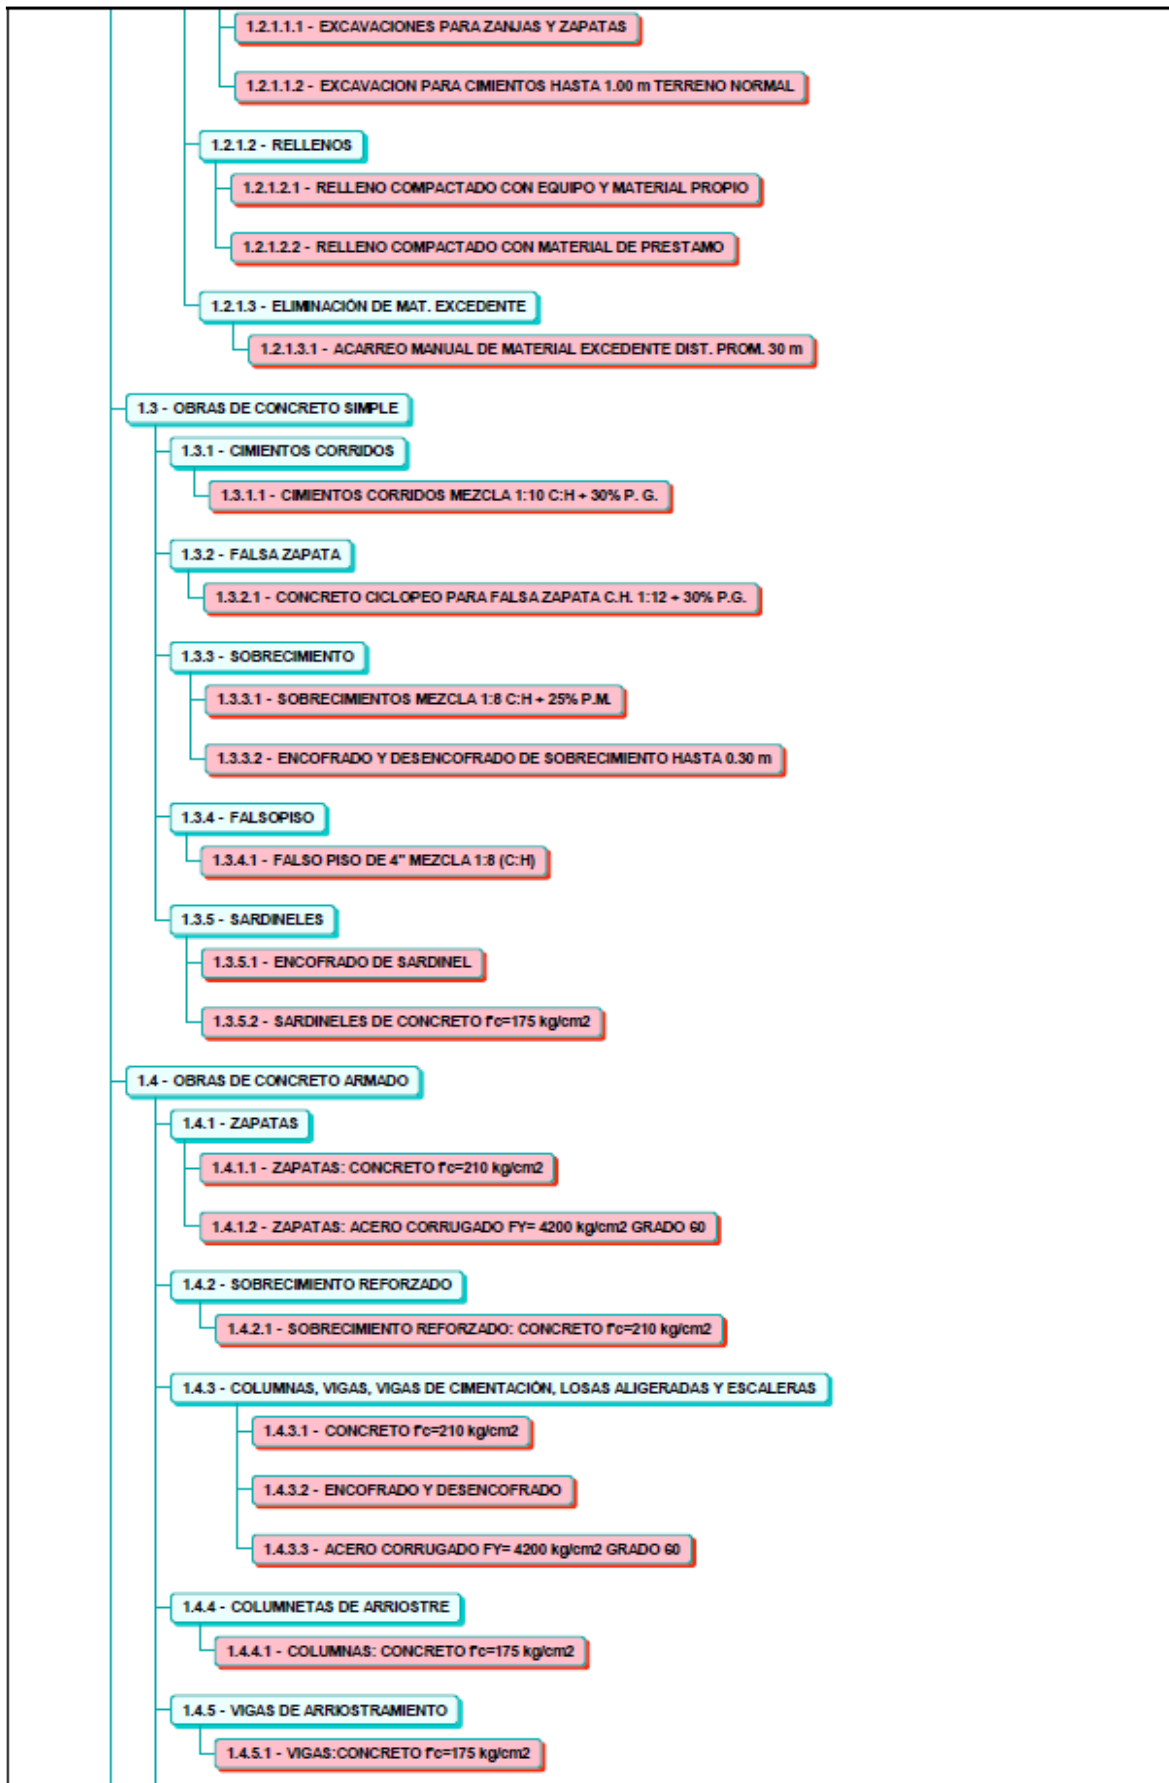 1.2.1.1.1 - EXCAVACIONES PARA ZANJAS Y ZAPATAS
1.2.1.1.2 - EXCAVACION PARA CIMIENTOS HASTA 1.00 m TERRENO NORMAL
1.2.1.2 - RELLENOS
1.2.1.2.1 - RELLENO COMPACTADO CON EQUIPO Y MATERIAL PROPIO
1.2.1.2.2 - RELLENO COMPACTADO CON MATERIAL DE PRESTAMO
1.2.1.3 - ELIMINACIÓN DE MAT. EXCEDENTE
1.2.1.3.1 - ACARREO MANUAL DE MATERIAL EXCEDENTE DIST. PROM. 30 m
1.3 - OBRAS DE CONCRETO SIMPLE
1.3.1 - CIMIENTOS CORRIDOS
1.3.1.1 - CIMIENTOS CORRIDOS MEZCLA 1:10 C:H + 30% P. G.
1.3.2 - FALSA ZAPATA
1.3.2.1 - CONCRETO CICLOPEO PARA FALSA ZAPATA C.H. 1:12 + 30% P.G.
1.3.3 - SOBRECIMIENTO
1.3.3.1 - SOBRECIMIENTOS MEZCLA 1:8 C:H + 25% P.M.
1.3.3.2 - ENCOFRADO Y DESENCOFRADO DE SOBRECIMIENTO HASTA 0.30 m
1.3.4 - FALSOPISO
1.3.4.1 - FALSO PISO DE 4" MEZCLA 1:8 (C:H)
1.3.5 - SARDINELES
1.3.5.1 - ENCOFRADO DE SARDINEL
1.3.5.2 - SARDINELES DE CONCRETO f'c=175 kg/cm2
1.4 - OBRAS DE CONCRETO ARMADO
1.4.1 - ZAPATAS
1.4.1.1 - ZAPATAS: CONCRETO f'c=210 kg/cm2
1.4.1.2 - ZAPATAS: ACERO CORRUGADO FY= 4200 kg/cm2 GRADO 60
1.4.2 - SOBRECIMIENTO REFORZADO
1.4.2.1 - SOBRECIMIENTO REFORZADO: CONCRETO f'c=210 kg/cm2
1.4.3 - COLUMNAS, VIGAS, VIGAS DE CIMENTACIÓN, LOSAS ALIGERADAS Y ESCALERAS
1.4.3.1 - CONCRETO f'c=210 kg/cm2
1.4.3.2 - ENCOFRADO Y DESENCOFRADO
1.4.3.3 - ACERO CORRUGADO FY= 4200 kg/cm2 GRADO 60
1.4.4 - COLUMNETAS DE ARRIOSTRE
1.4.4.1 - COLUMNAS: CONCRETO f'c=175 kg/cm2
1.4.5 - VIGAS DE ARRIOSTRAMIENTO
1.4.5.1 - VIGAS:CONCRETO f'c=175 kg/cm2